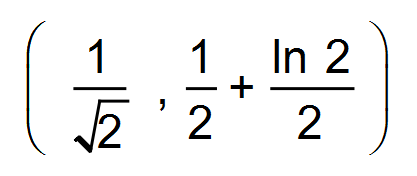 (1/√2 , 1/2 + ln 2/2)